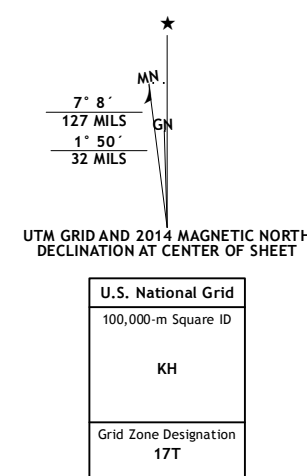 ★
MN
7° 8´
127 MILS
GN
1° 50´
32 MILS
UTM GRID AND 2014 MAGNETIC NORTH
DECLINATION AT CENTER OF SHEET
U.S. National Grid
100,000-m Square ID
KH
Grid Zone Designation
17T